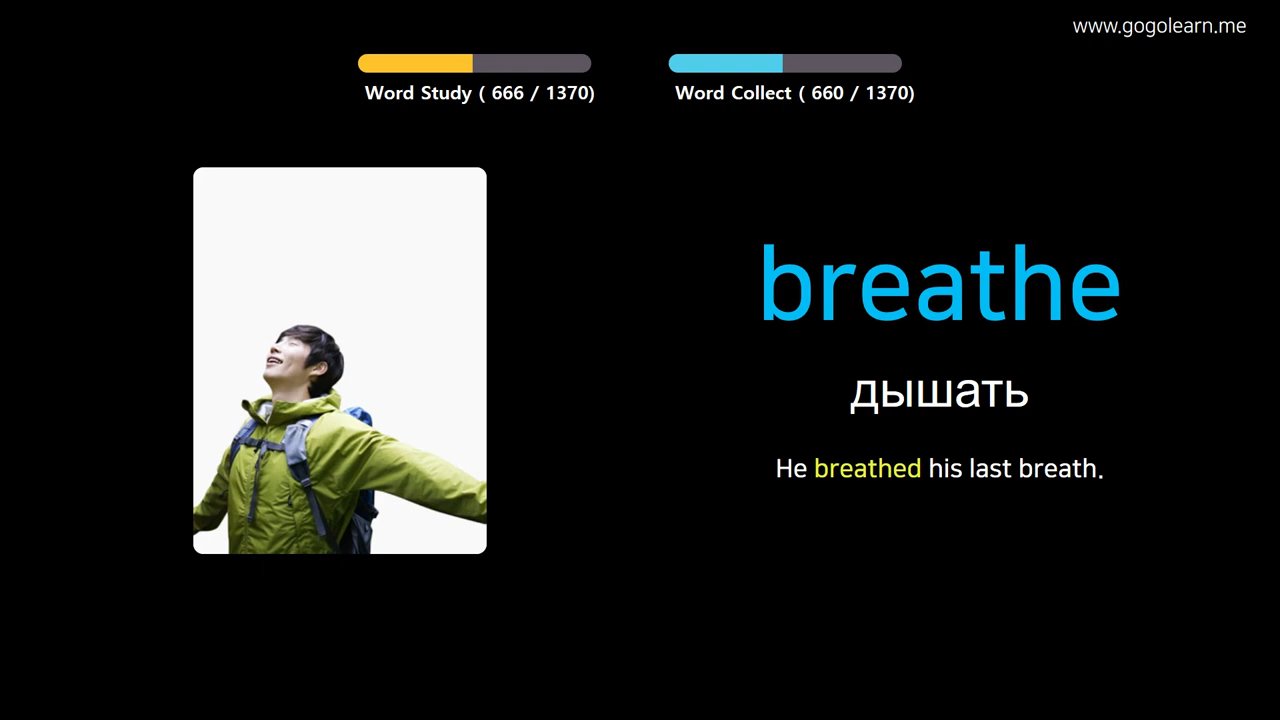 www.gogolearn.me
Word Study ( 666 / 1370)
Word Collect ( 660 / 1370)
breathe
дышать
He breathed his last breath.